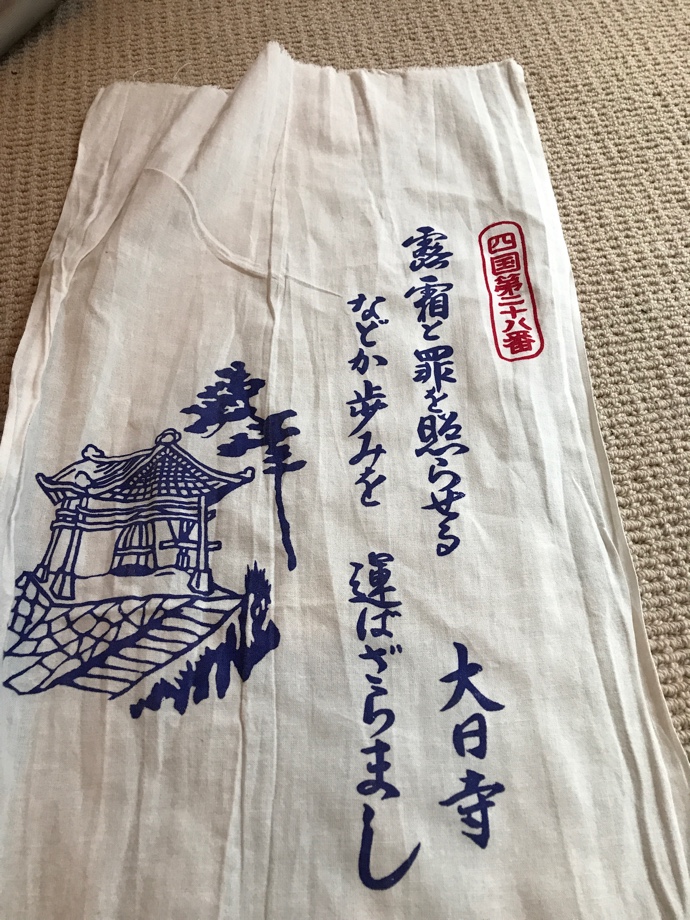 四国第二十八番
露霜と罪を照らせる
大日寺
などか歩みを 運ばざらまし